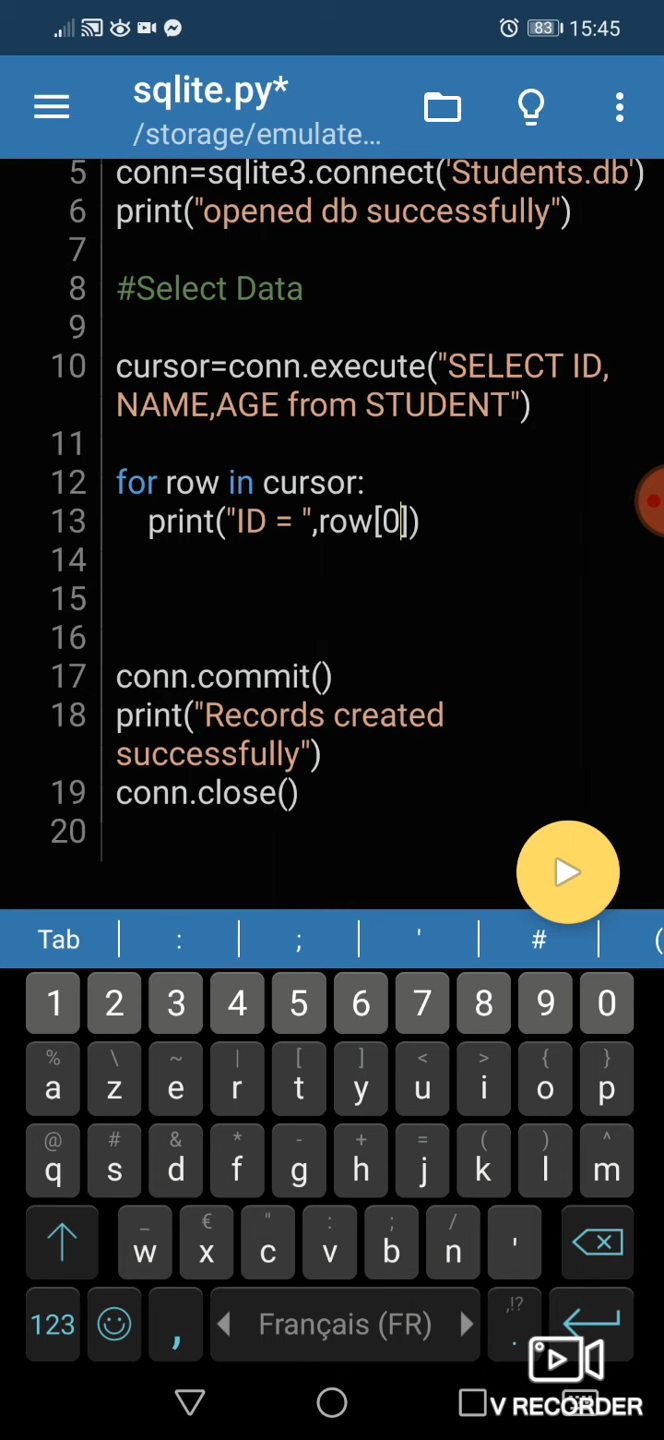 83 15:45
sqlite.py*
/storage/emulate...
5 conn=sqlite3.connect('Students.db')
6 print("opened db successfully")
7
8 #Select Data
9
10 cursor=conn.execute("SELECT ID,
NAME,AGE from STUDENT")
11
12 for row in cursor:
13 print("ID = ",row[0])
14
15
16
17 conn.commit()
18 print("Records created
successfully")
19 conn.close()
20
Tab : ; ' # (
1 2 3 4 5 6 7 8 9 0
% \ ~ | [ ] < > { }
a z e r t y u i o p
@ # & * - + = ( ) ^
q s d f g h j k l m
_ € " : ; /
w x c v b n '
,!?
123 , Français (FR) .
V RECORDER